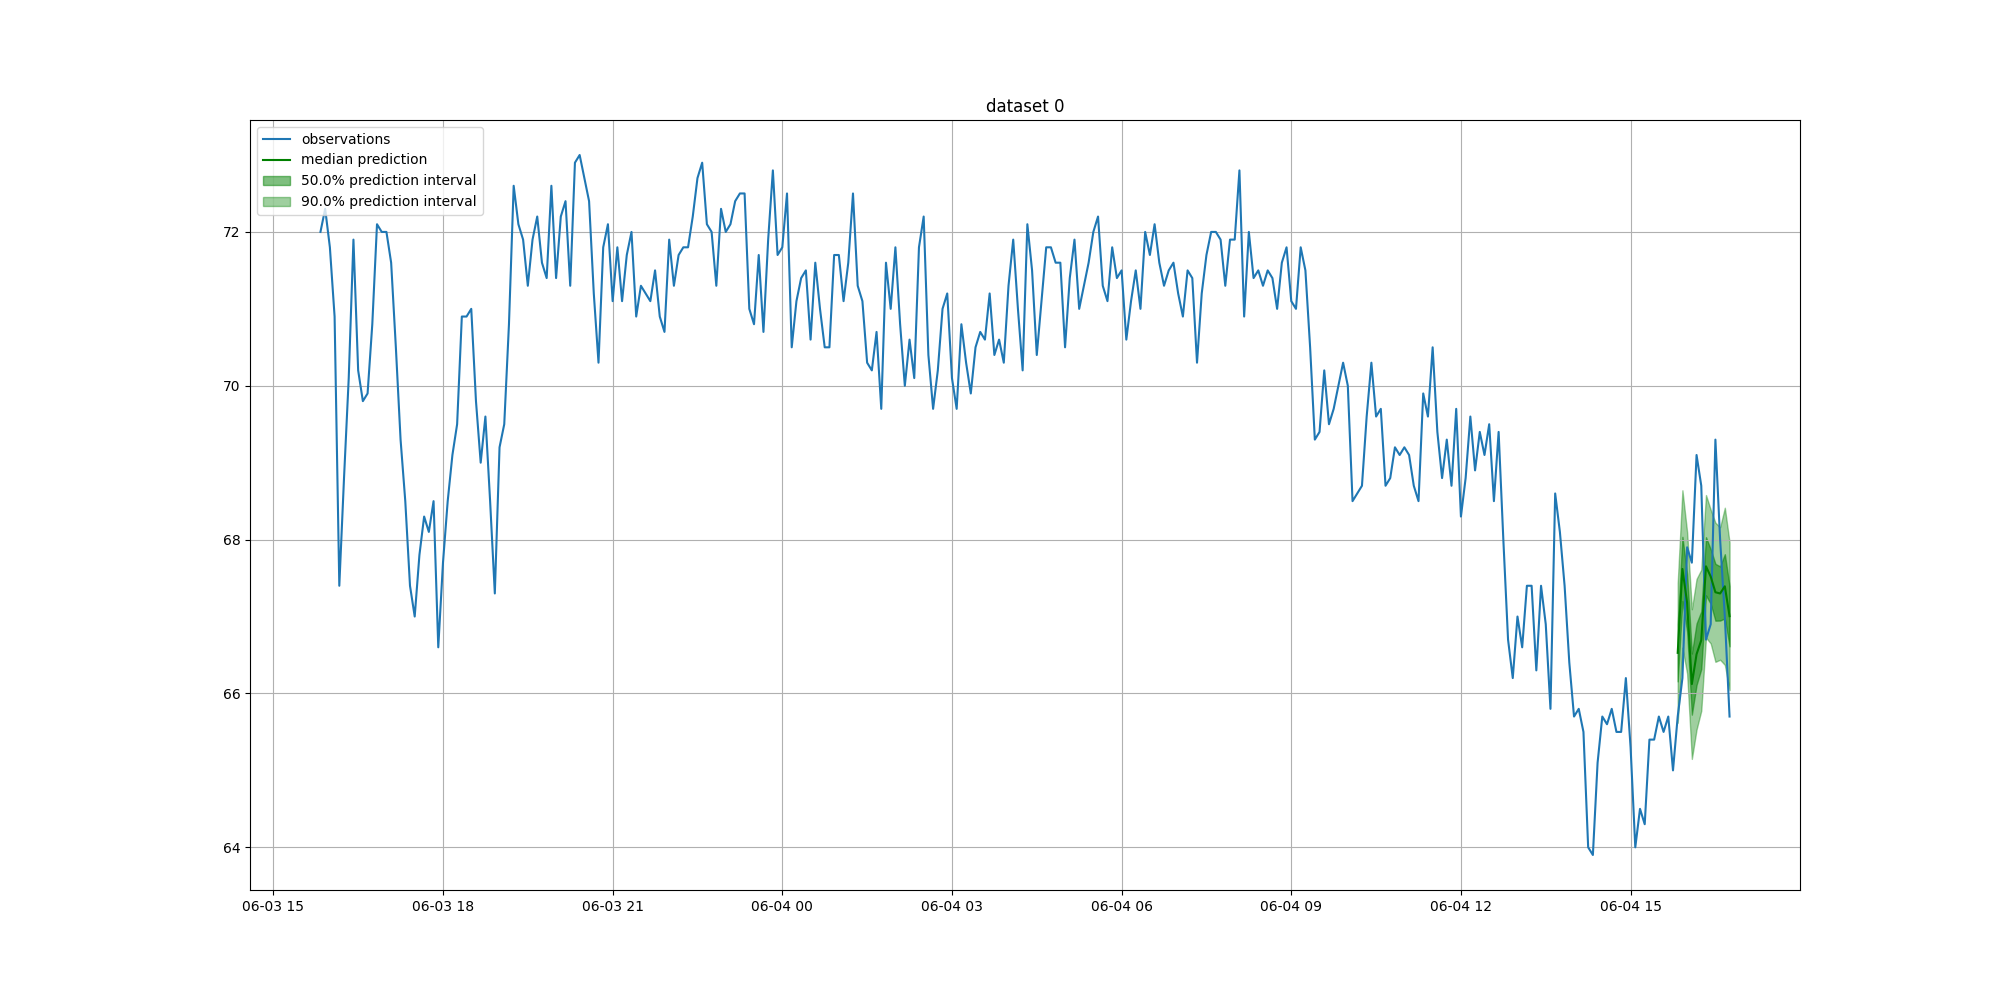 dataset 0
observations
median prediction
50.0% prediction interval
90.0% prediction interval
72
70
68
66
64
06-03 15
06-03 18
06-03 21
06-04 00
06-04 03
06-04 06
06-04 09
06-04 12
06-04 15